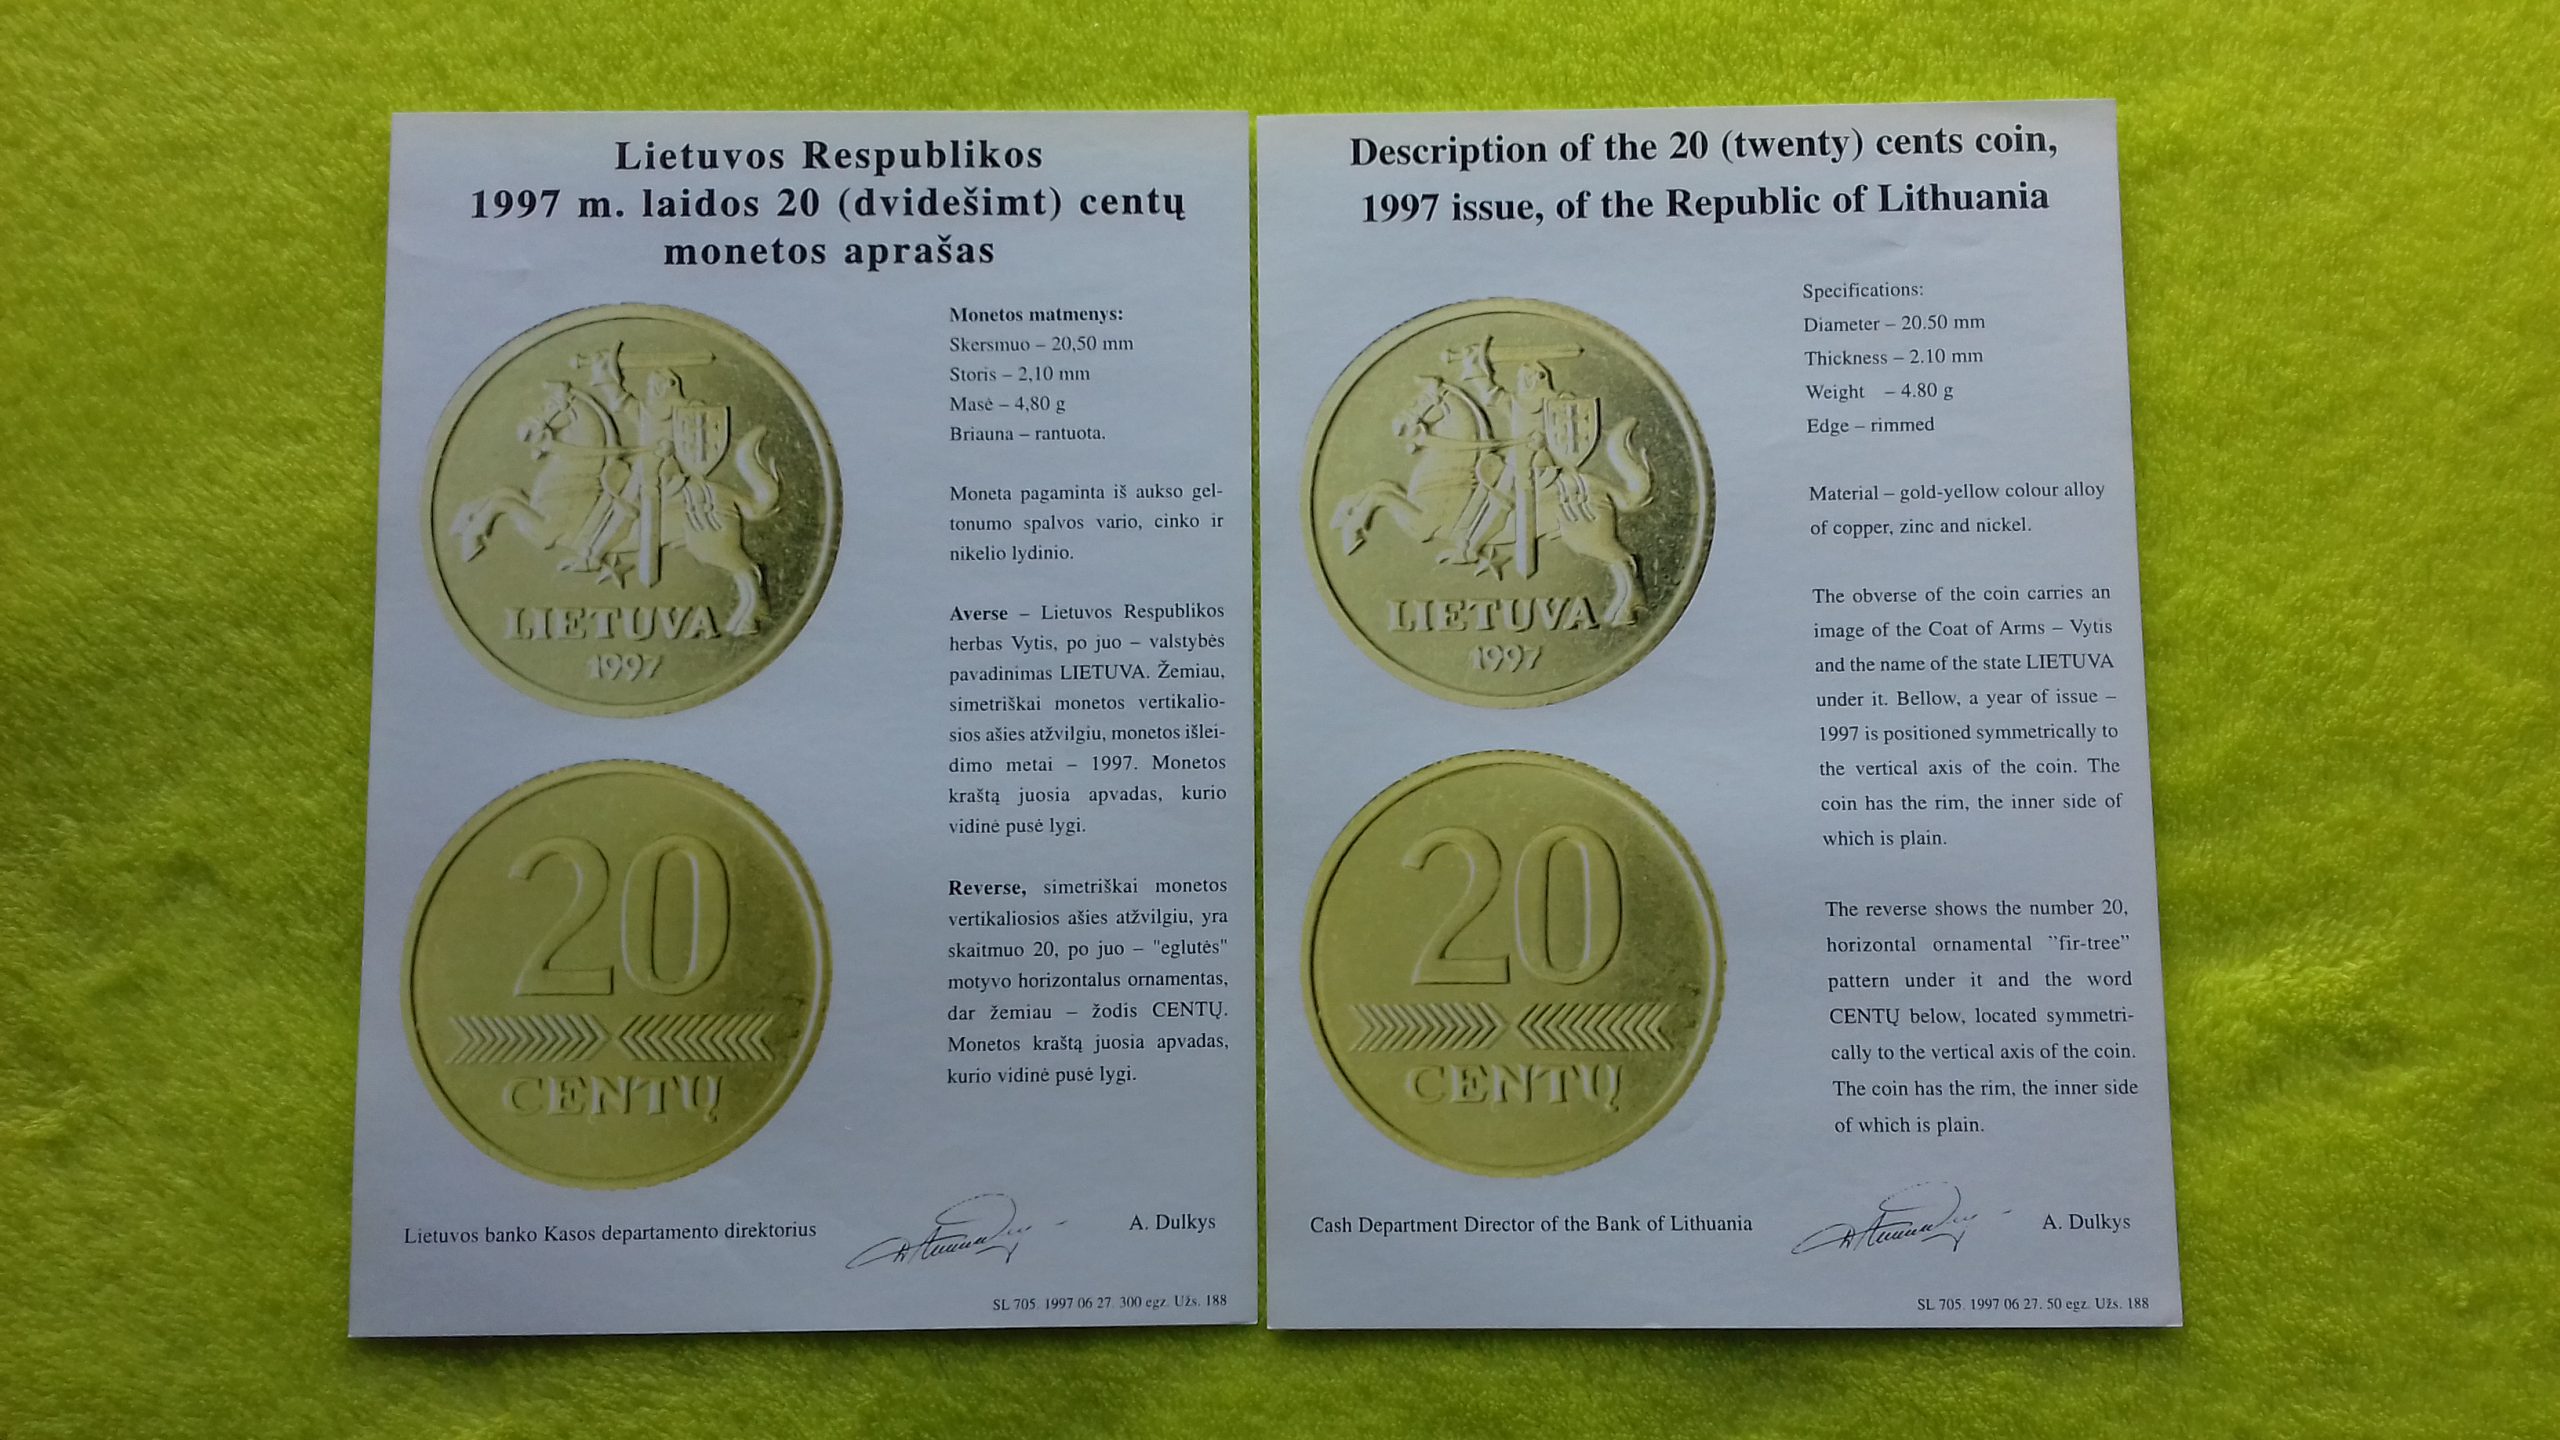 Lietuvos Respublikos
1997 m. laidos 20 (dvidešimt) centų
monetos aprašas
LIETUVA
1997
20
CENTŲ
Monetos matmenys:
Skersmuo – 20,50 mm
Storis – 2,10 mm
Masė – 4,80 g
Briauna – rantuota.
Moneta pagaminta iš aukso gel-
tonumo spalvos vario, cinko ir
nikelio lydinio.
Averse – Lietuvos Respublikos
herbas Vytis, po juo – valstybės
pavadinimas LIETUVA. Žemiau,
simetriškai monetos vertikalio-
sios ašies atžvilgiu, monetos išlei-
dimo metai – 1997. Monetos
kraštą juosia apvadas, kurio
vidinė pusė lygi.
Reverse, simetriškai monetos
vertikaliosios ašies atžvilgiu, yra
skaitmuo 20, po juo – "eglutės"
motyvo horizontalus ornamentas,
dar žemiau – žodis CENTŲ.
Monetos kraštą juosia apvadas,
kurio vidinė pusė lygi.
Lietuvos banko Kasos departamento direktorius
A. Dulkys
SL 705. 1997 06 27. 300 egz. Užs. 188
Description of the 20 (twenty) cents coin,
1997 issue, of the Republic of Lithuania
LIETUVA
1997
20
CENTŲ
Specifications:
Diameter – 20.50 mm
Thickness – 2.10 mm
Weight – 4.80 g
Edge – rimmed
Material – gold-yellow colour alloy
of copper, zinc and nickel.
The obverse of the coin carries an
image of the Coat of Arms – Vytis
and the name of the state LIETUVA
under it. Bellow, a year of issue –
1997 is positioned symmetrically to
the vertical axis of the coin. The
coin has the rim, the inner side of
which is plain.
The reverse shows the number 20,
horizontal ornamental "fir-tree"
pattern under it and the word
CENTŲ below, located symmetri-
cally to the vertical axis of the coin.
The coin has the rim, the inner side
of which is plain.
Cash Department Director of the Bank of Lithuania
A. Dulkys
SL 705. 1997 06 27. 50 egz. Užs. 188